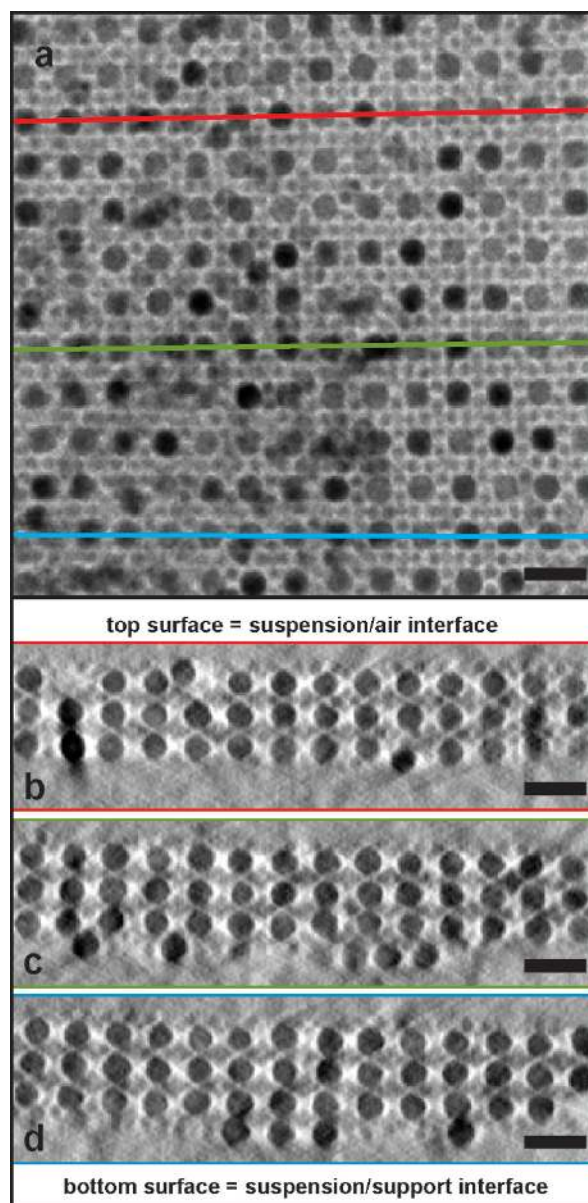 a
top surface = suspension/air interface
b
c
d
bottom surface = suspension/support interface